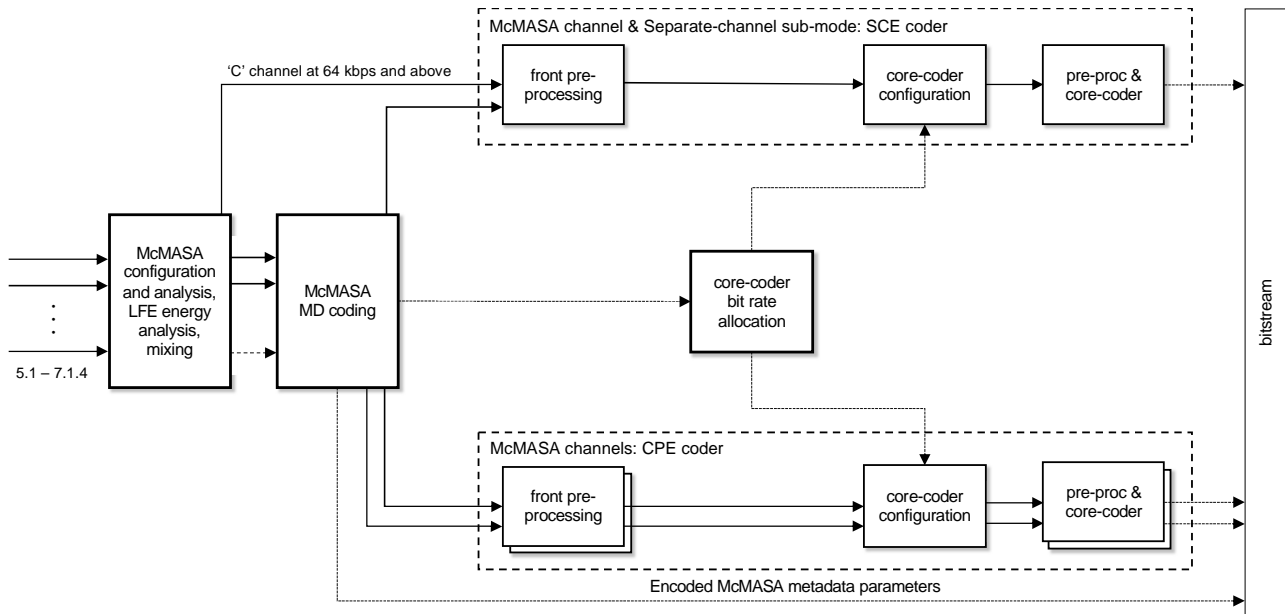 McMASA channel & Separate-channel sub-mode: SCE coder
‘C’ channel at 64 kbps and above
front pre-
processing
core-coder
configuration
pre-proc &
core-coder
McMASA
configuration
and analysis,
LFE energy
analysis,
mixing
5.1 – 7.1.4
McMASA
MD coding
core-coder
bit rate
allocation
bitstream
McMASA channels: CPE coder
front pre-
processing
core-coder
configuration
pre-proc &
core-coder
Encoded McMASA metadata parameters